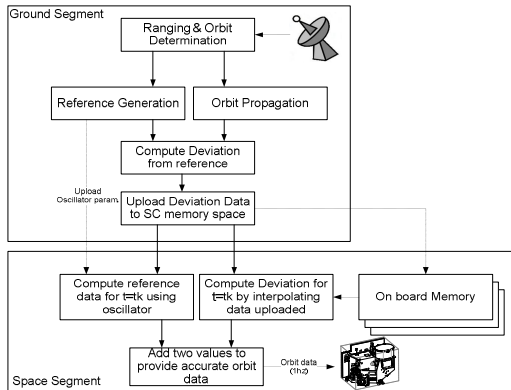 Ground Segment
Ranging & Orbit
Determination
Reference Generation
Orbit Propagation
Compute Deviation
from reference
Upload
Oscillator param.
Upload Deviation Data
to SC memory space
Compute reference
data for t=tk using
oscillator
Compute Deviation for
t=tk by interpolating
data uploaded
On board Memory
Add two values to
provide accurate orbit
data
Orbit data
(1hz)
Space Segment